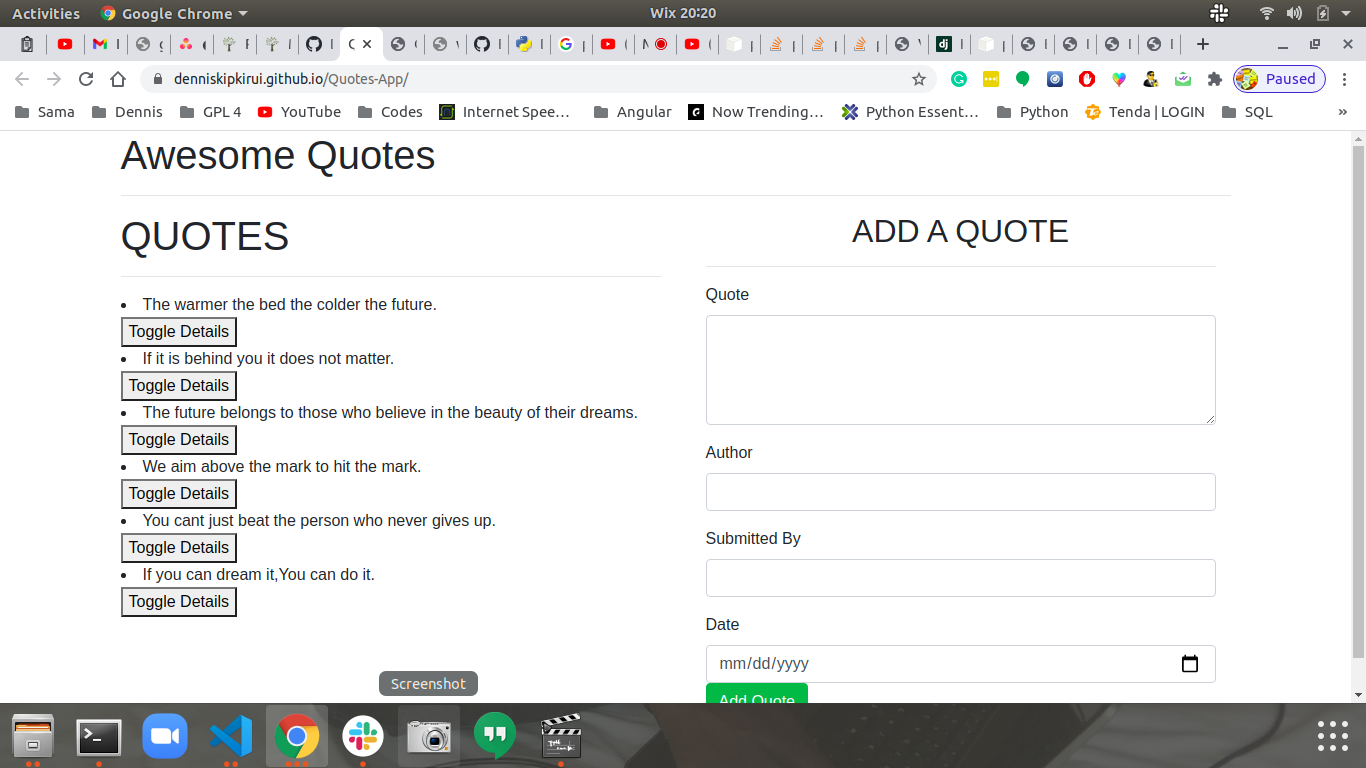 Activities Google Chrome Wix 20:20
denniskipkirui.github.io/Quotes-App/ Paused
Sama Dennis GPL 4 YouTube Codes Internet Spee… Angular Now Trending… Python Essent… Python Tenda | LOGIN SQL »
Awesome Quotes
QUOTES
The warmer the bed the colder the future.
Toggle Details
If it is behind you it does not matter.
Toggle Details
The future belongs to those who believe in the beauty of their dreams.
Toggle Details
We aim above the mark to hit the mark.
Toggle Details
You cant just beat the person who never gives up.
Toggle Details
If you can dream it,You can do it.
Toggle Details
ADD A QUOTE
Quote
Author
Submitted By
Date
mm/dd/yyyy
Add Quote
Screenshot